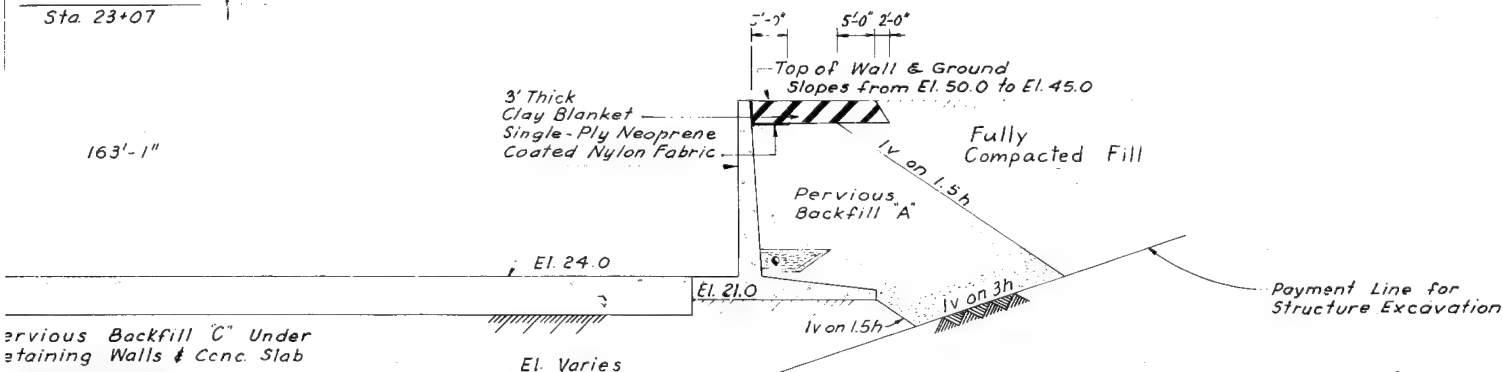 Sta. 23+07
5'-0" 2'-0"
Top of Wall & Ground
Slopes from El. 50.0 to El. 45.0
3' Thick
Clay Blanket
Single-Ply Neoprene
Coated Nylon Fabric
163'-1"
Fully
Compacted Fill
1v on 1.5h
Pervious
Backfill "A"
El. 24.0
El. 21.0
1v on 3h
1v on 1.5h
Payment Line for
Structure Excavation
ervious Backfill "C" Under
etaining Walls & Conc. Slab
El. Varies